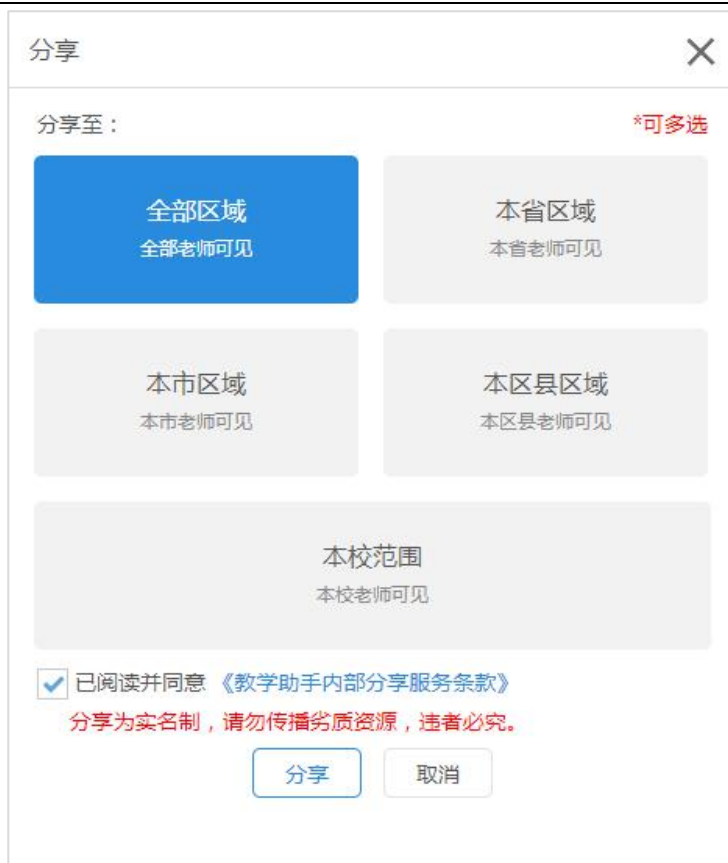 分享
分享至：
*可多选
全部区域
全部老师可见
本省区域
本省老师可见
本市区域
本市老师可见
本区县区域
本区县老师可见
本校范围
本校老师可见
已阅读并同意《教学助手内部分享服务条款》
分享为实名制，请勿传播劣质资源，违者必究。
分享
取消